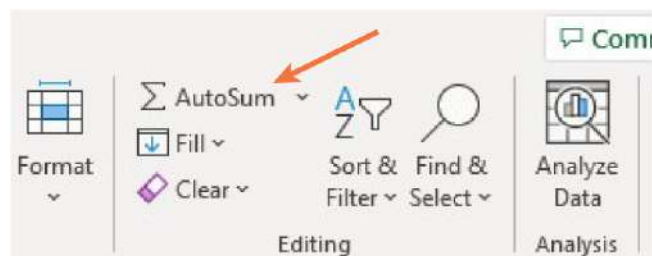 Comm
Σ AutoSum
Fill
Clear
Format
A
Z
Sort &
Filter
Find &
Select
Analyze
Data
Editing
Analysis